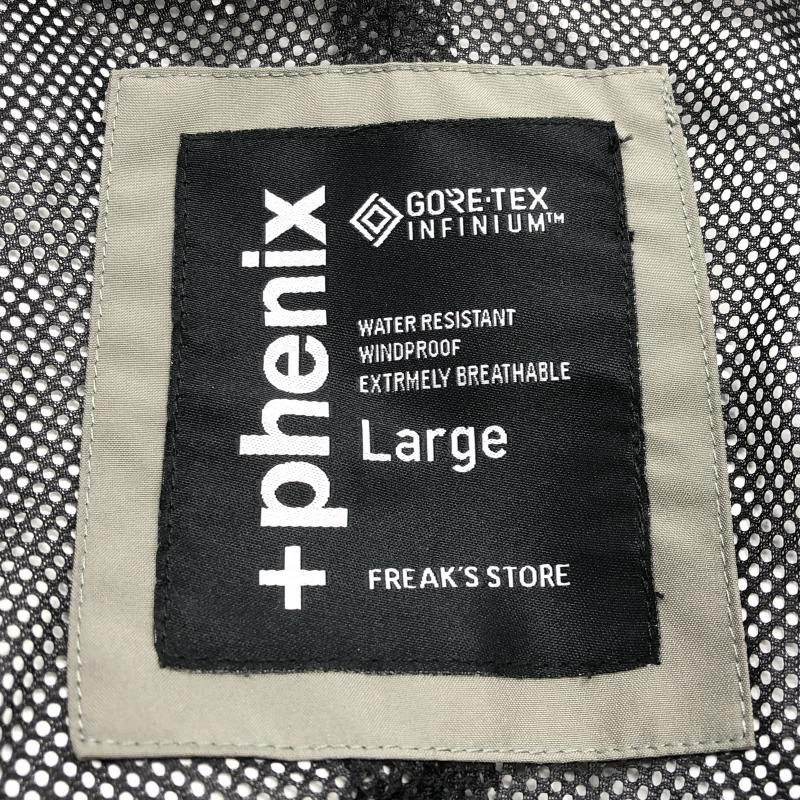 +phenix
GORE-TEX
INFINIUM™
WATER RESISTANT
WINDPROOF
EXTRMELY BREATHABLE
Large
FREAK'S STORE